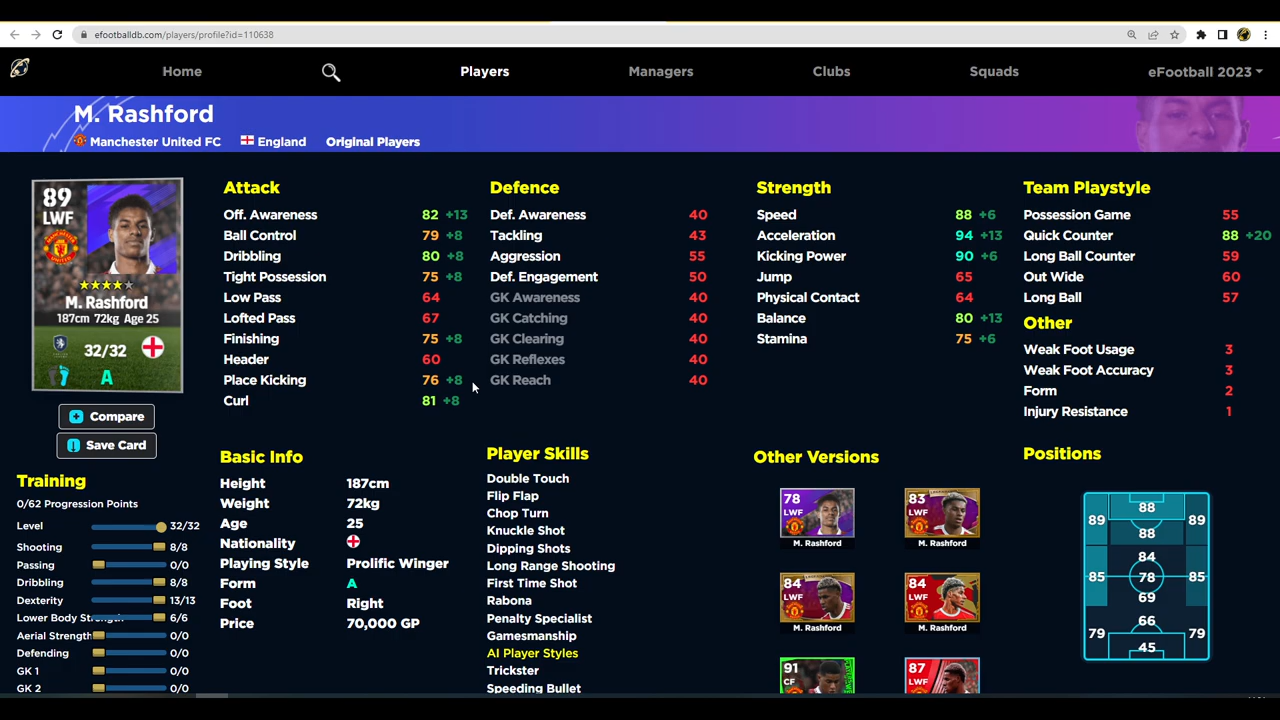 efootballdb.com/players/profile?id=110638
Home
Players
Managers
Clubs
Squads
eFootball 2023
M. Rashford
Manchester United FC
England
Original Players
89
LWF
M. Rashford
187cm 72kg Age 25
32/32
A
Compare
Save Card
Training
0/62 Progression Points
Level 32/32
Shooting 8/8
Passing 0/0
Dribbling 8/8
Dexterity 13/13
Lower Body Strength 6/6
Aerial Strength 0/0
Defending 0/0
GK 1 0/0
GK 2 0/0
Attack
Off. Awareness 82 +13
Ball Control 79 +8
Dribbling 80 +8
Tight Possession 75 +8
Low Pass 64
Lofted Pass 67
Finishing 75 +8
Header 60
Place Kicking 76 +8
Curl 81 +8
Defence
Def. Awareness 40
Tackling 43
Aggression 55
Def. Engagement 50
GK Awareness 40
GK Catching 40
GK Clearing 40
GK Reflexes 40
GK Reach 40
Strength
Speed 88 +6
Acceleration 94 +13
Kicking Power 90 +6
Jump 65
Physical Contact 64
Balance 80 +13
Stamina 75 +6
Team Playstyle
Possession Game 55
Quick Counter 88 +20
Long Ball Counter 59
Out Wide 60
Long Ball 57
Other
Weak Foot Usage 3
Weak Foot Accuracy 3
Form 2
Injury Resistance 1
Basic Info
Height 187cm
Weight 72kg
Age 25
Nationality
Playing Style Prolific Winger
Form A
Foot Right
Price 70,000 GP
Player Skills
Double Touch
Flip Flap
Chop Turn
Knuckle Shot
Dipping Shots
Long Range Shooting
First Time Shot
Rabona
Penalty Specialist
Gamesmanship
AI Player Styles
Trickster
Speeding Bullet
Other Versions
78
LWF
M. Rashford
83
LWF
M. Rashford
84
LWF
M. Rashford
84
LWF
M. Rashford
91
CF
87
LWF
Positions
89 88 89
88
84
85 78 85
69
66
79 79
45